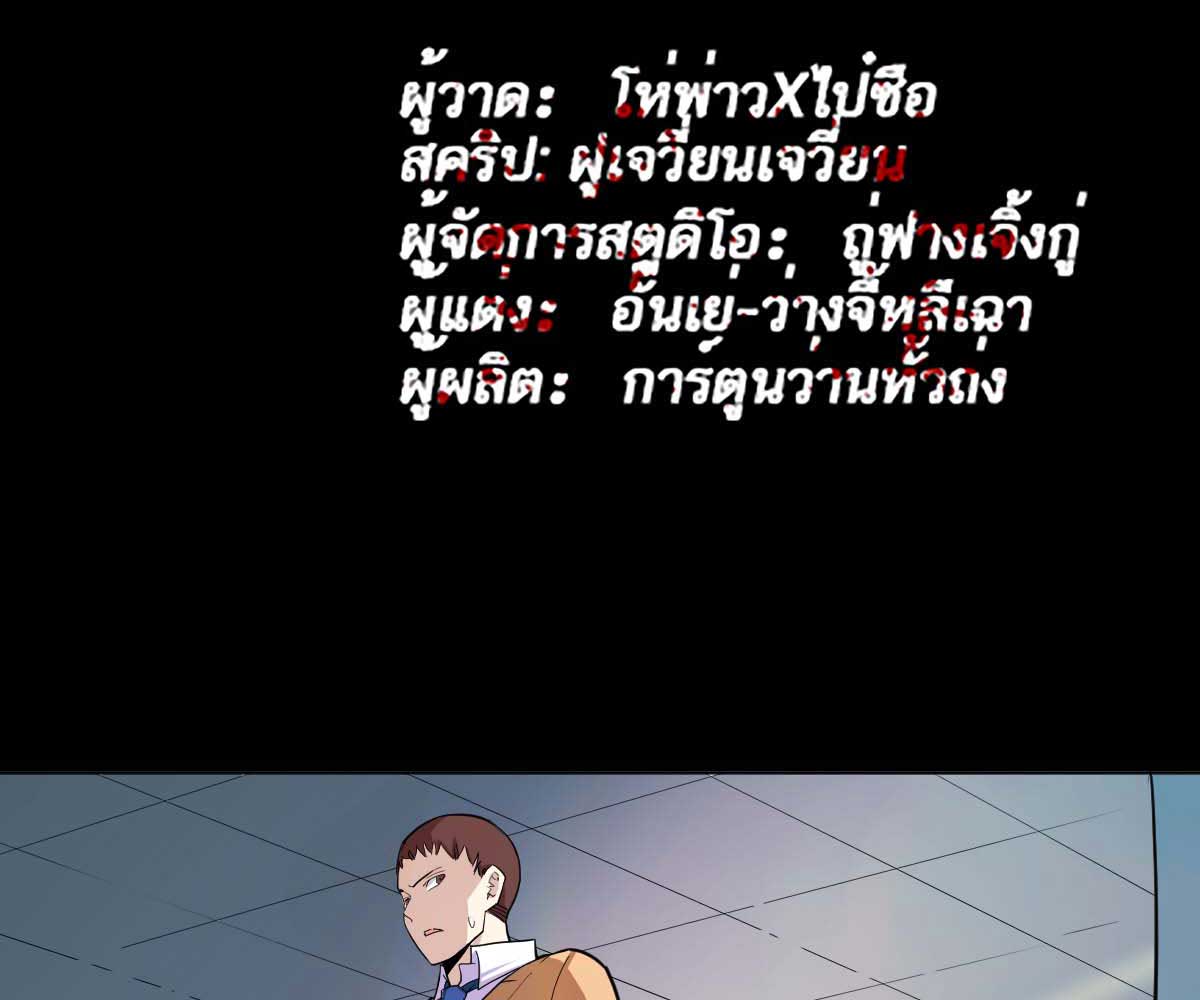 ผู้วาด: โห่พ่าวXไป๋ซือ
สคริป: ฝูเจวี่ยนเจวี่ยน
ผู้จัดการสตูดิโอ: ถู่ฟางเจิ้งกู่
ผู้แต่ง: อ้นเย่-ว่างจี้หลีเฉา
ผู้ผลิต: การ์ตูนว่านทั่วถง